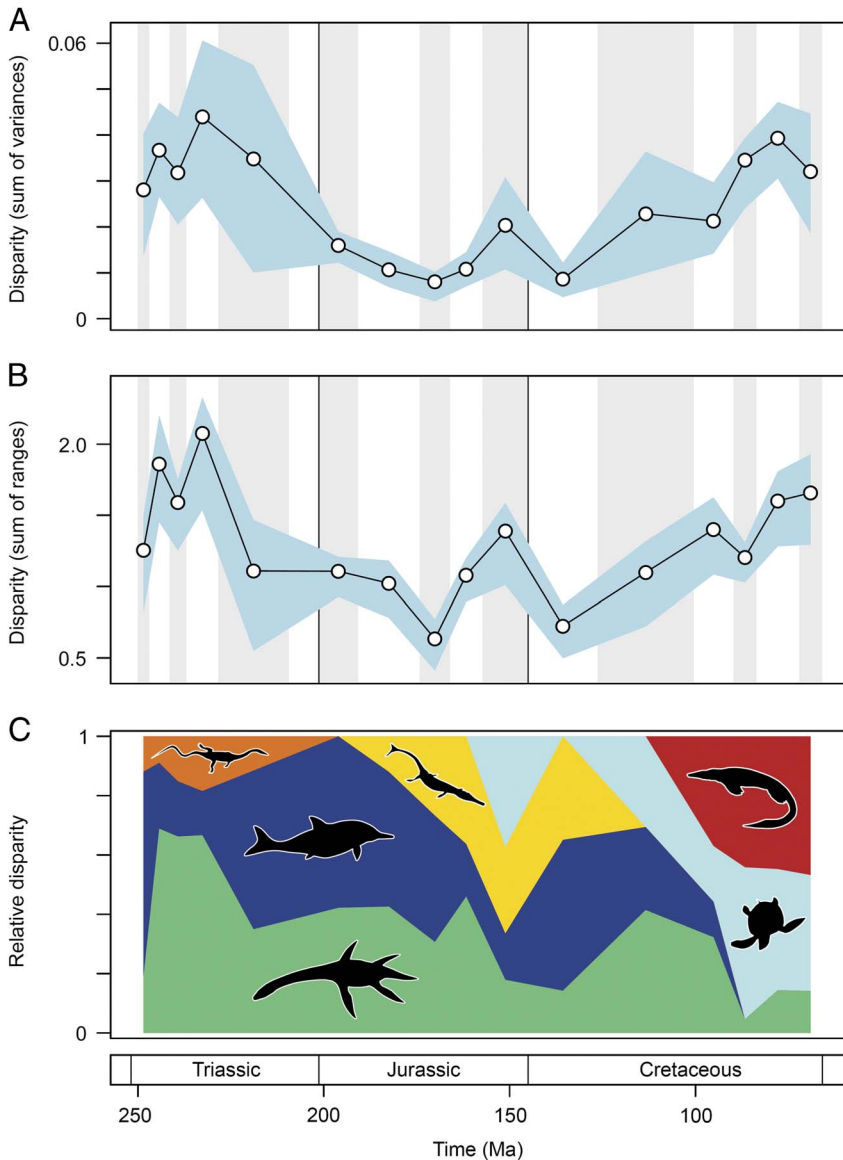 A
0.06
0
Disparity (sum of variances)
B
2.0
0.5
Disparity (sum of ranges)
C
1
0
Relative disparity
Triassic Jurassic Cretaceous
250 200 150 100
Time (Ma)